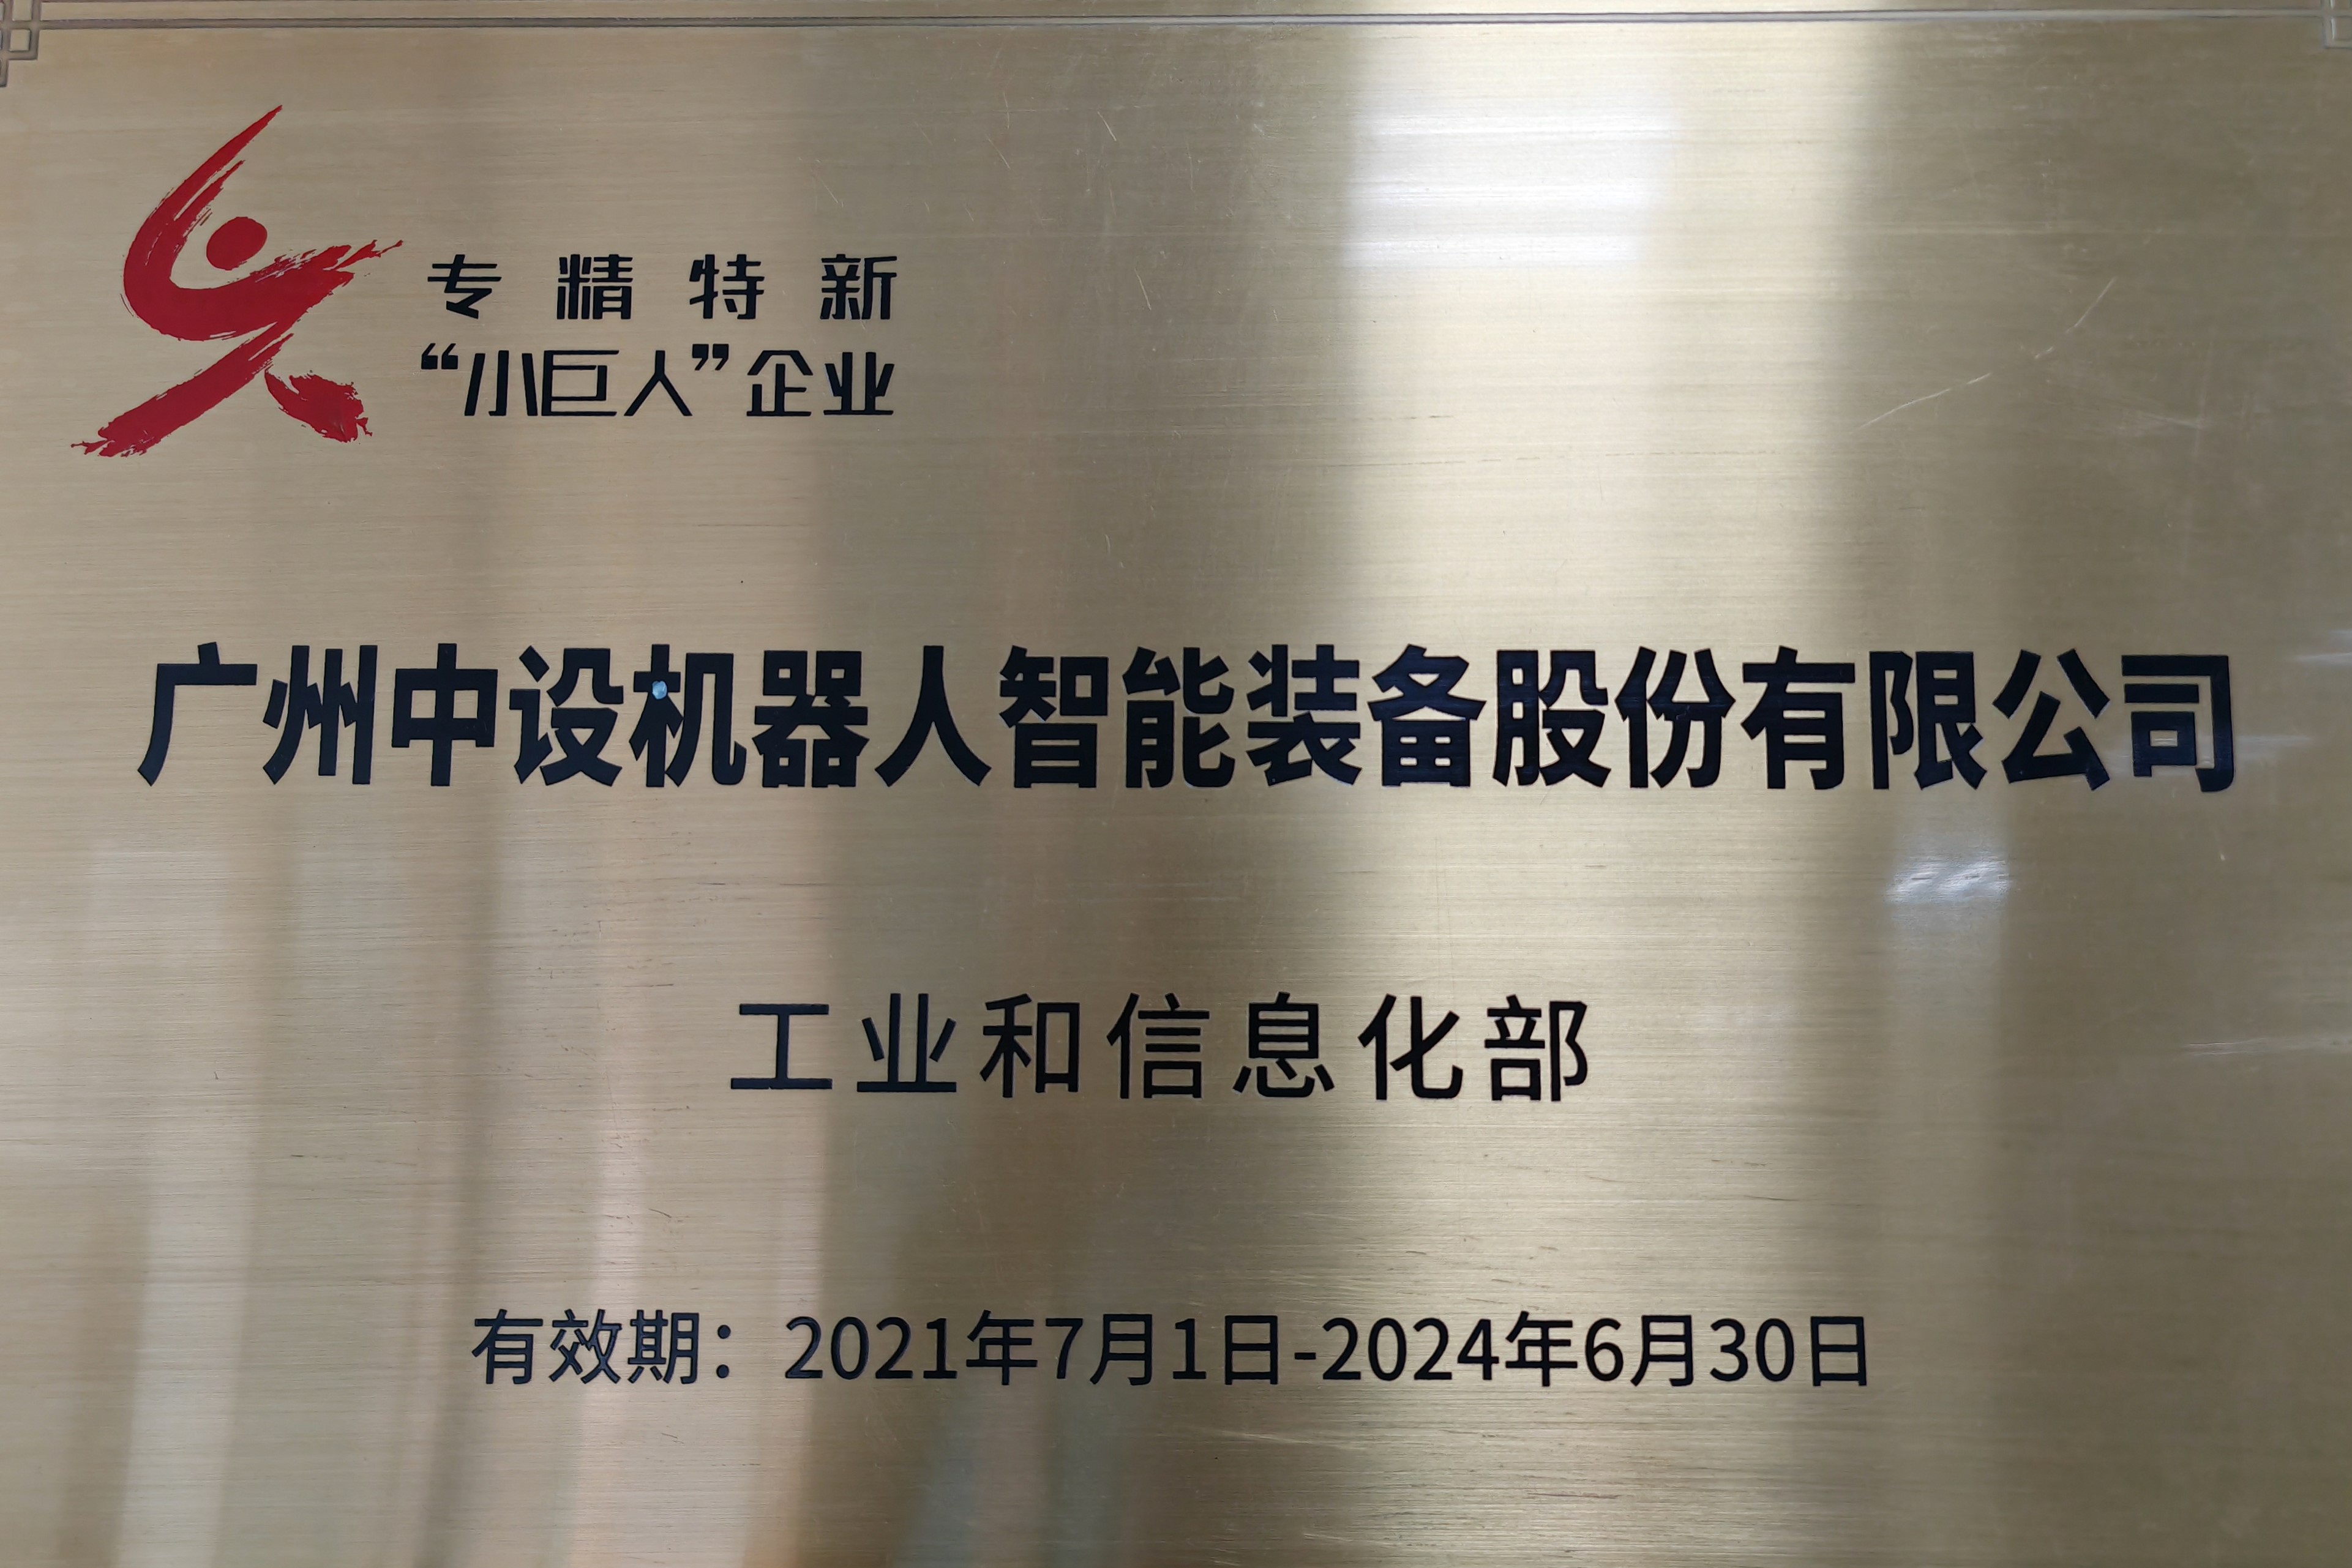 专精特新
“小巨人”企业
广州中设机器人智能装备股份有限公司
工业和信息化部
有效期：2021年7月1日-2024年6月30日